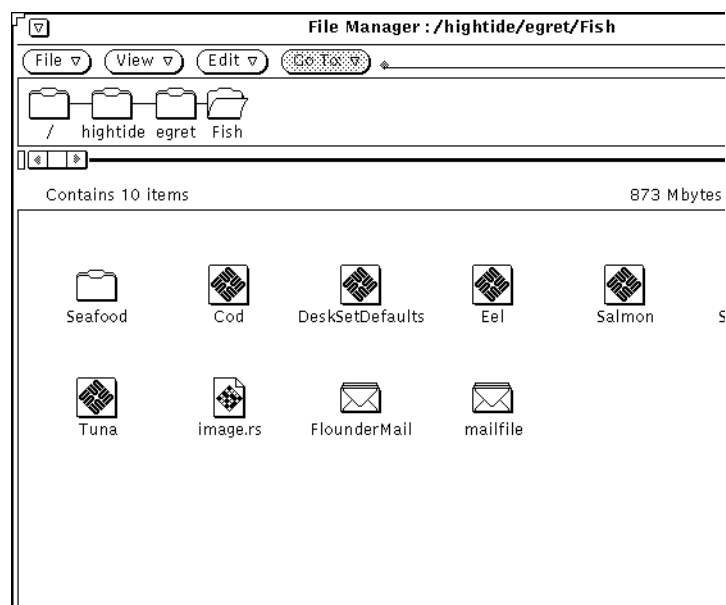 File Manager : /hightide/egret/Fish
File View Edit Go To:
/ hightide egret Fish
Contains 10 items 873 Mbytes
Seafood Cod DeskSetDefaults Eel Salmon S
Tuna image.rs FlounderMail mailfile